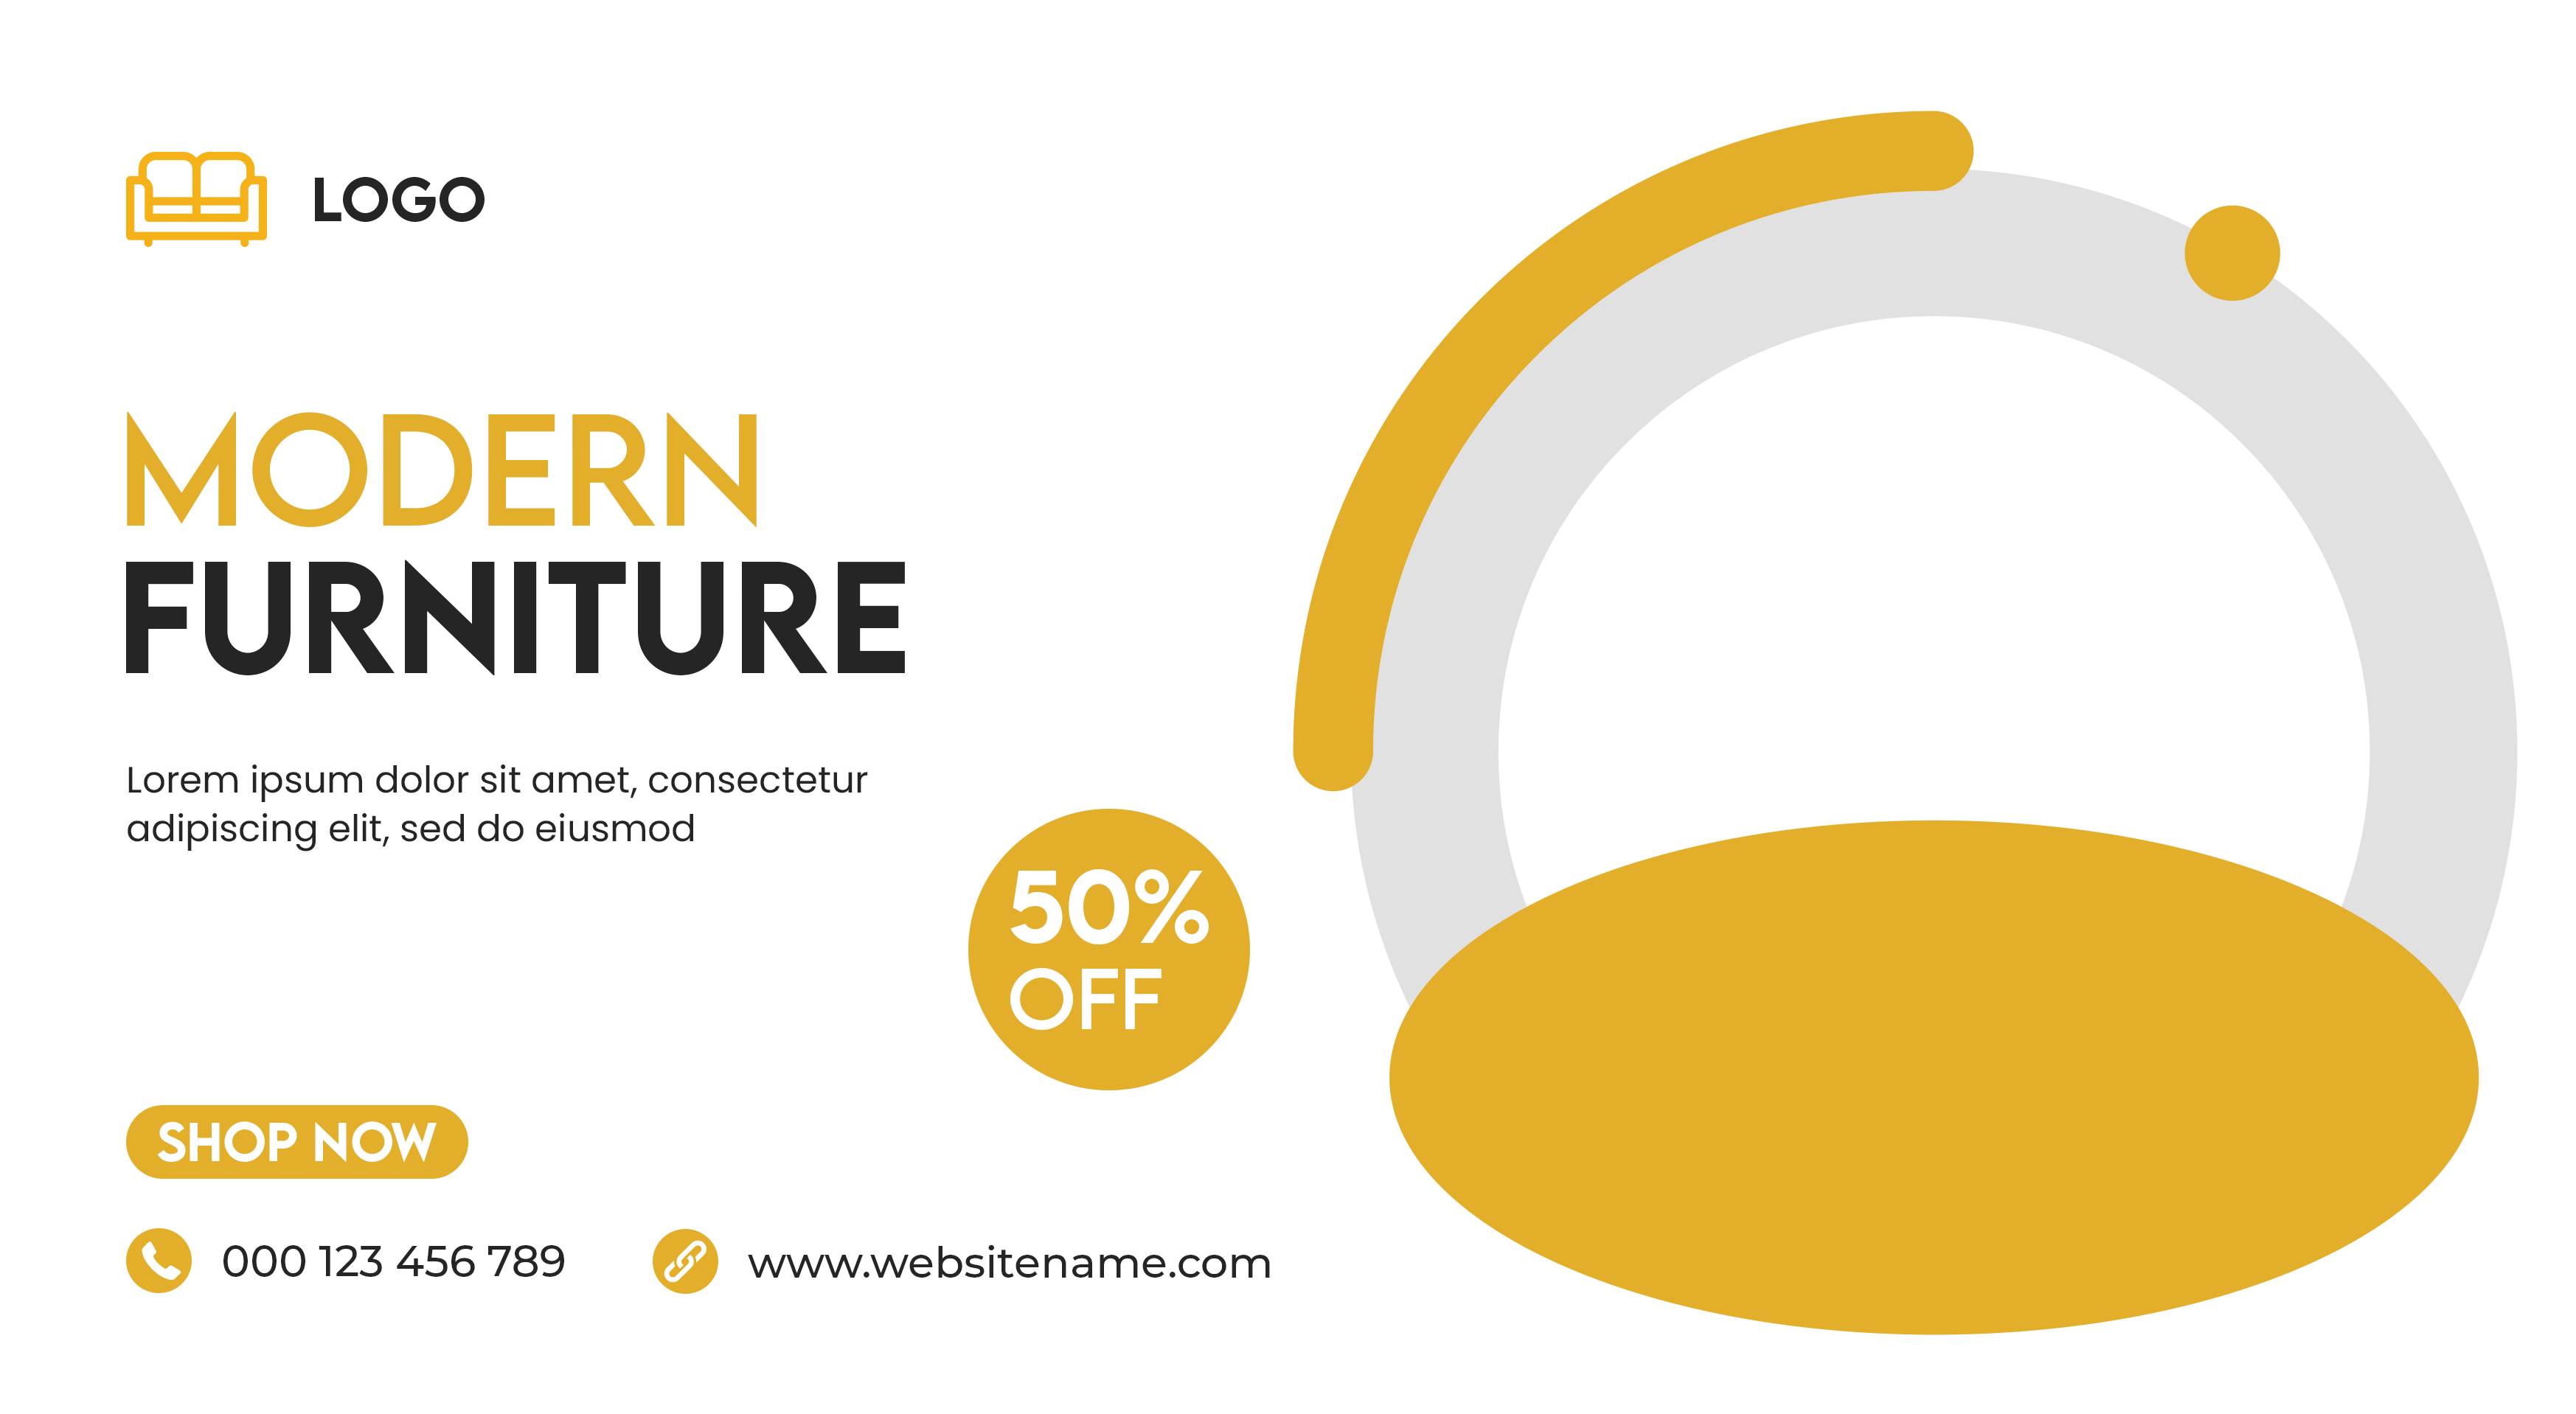 LOGO
MODERN
FURNITURE
Lorem ipsum dolor sit amet, consectetur
adipiscing elit, sed do eiusmod
50%
OFF
SHOP NOW
000 123 456 789
www.websitename.com